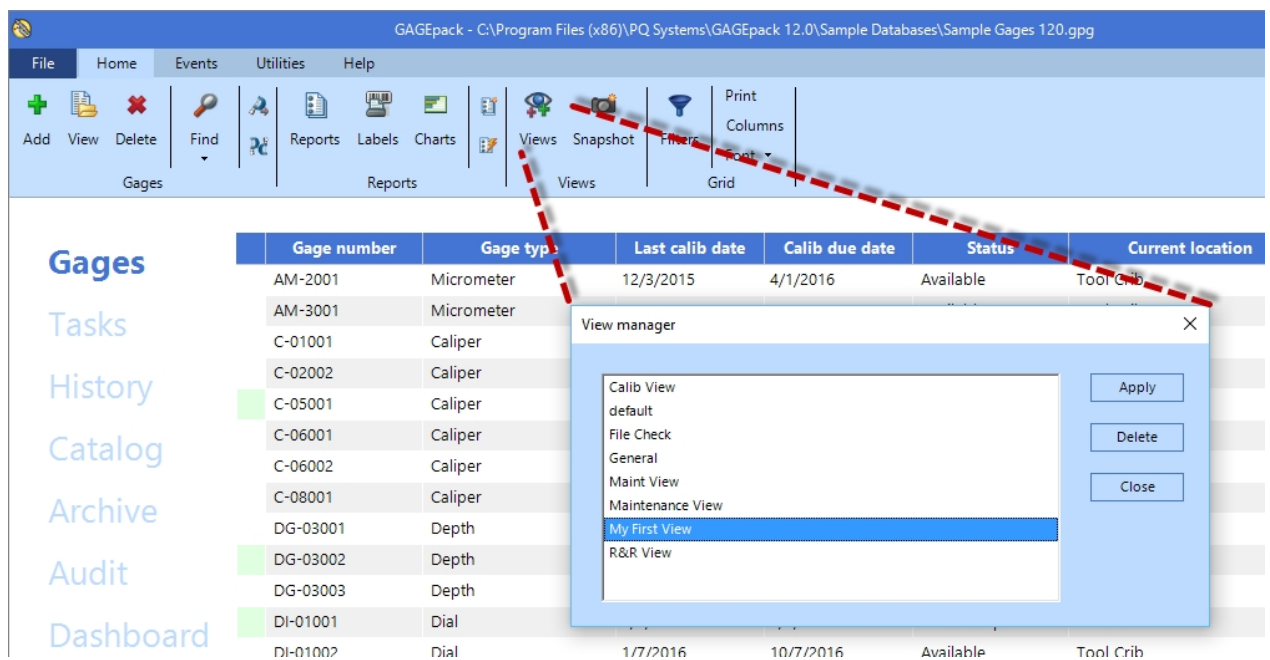 GAGEpack - C:\Program Files (x86)\PQ Systems\GAGEpack 12.0\Sample Databases\Sample Gages 120.gpg
File Home Events Utilities Help
Add View Delete Find Reports Labels Charts Views Snapshot Filters Print
Columns
Font
Gages Reports Views Grid
Gages
Tasks
History
Catalog
Archive
Audit
Dashboard
Gage number Gage type Last calib date Calib due date Status Current location
AM-2001 Micrometer 12/3/2015 4/1/2016 Available Tool Crib
AM-3001 Micrometer
C-01001 Caliper
C-02002 Caliper
C-05001 Caliper
C-06001 Caliper
C-06002 Caliper
C-08001 Caliper
DG-03001 Depth
DG-03002 Depth
DG-03003 Depth
DI-01001 Dial
DI-01002 Dial 1/7/2016 10/7/2016 Available Tool Crib
View manager
Calib View
default
File Check
General
Maint View
Maintenance View
My First View
R&R View
Apply
Delete
Close